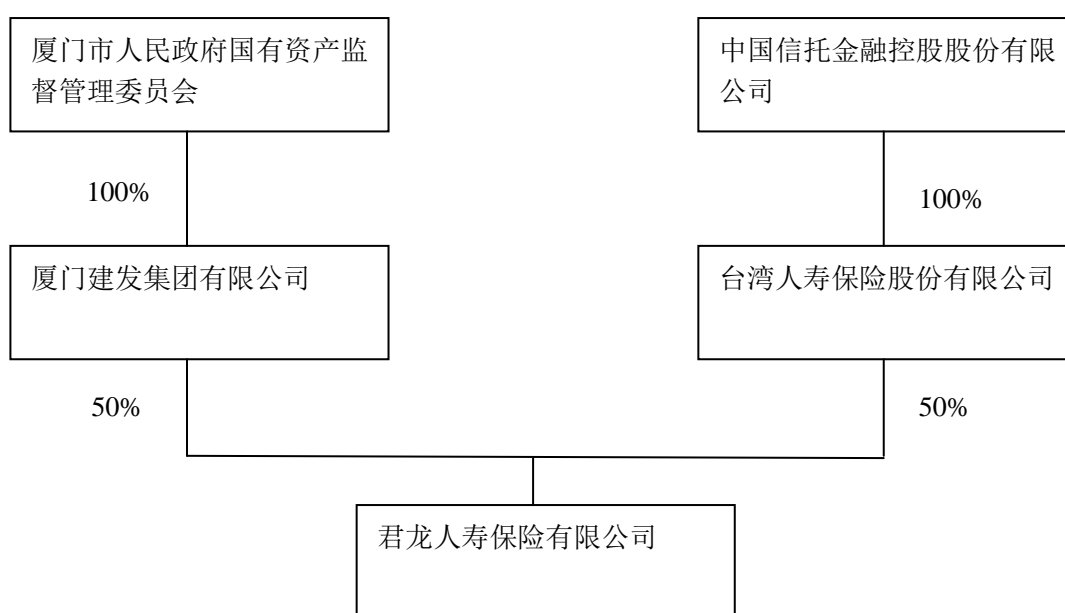 厦门市人民政府国有资产监
督管理委员会
中国信托金融控股股份有限
公司
100%
100%
厦门建发集团有限公司
台湾人寿保险股份有限公司
50%
50%
君龙人寿保险有限公司